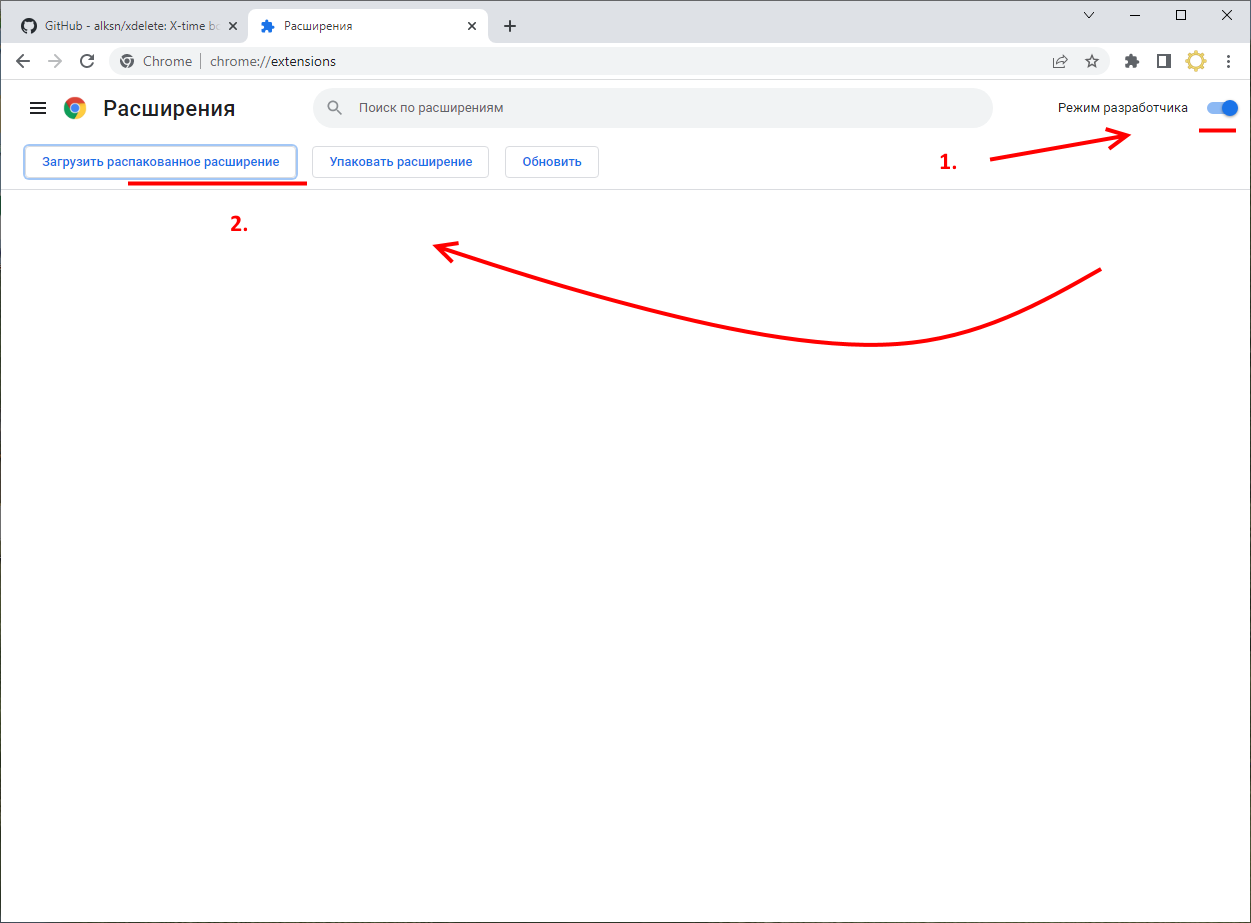 GitHub - alksn/xdelete: X-time bo
Расширения
Chrome
chrome://extensions
Расширения
Поиск по расширениям
Режим разработчика
Загрузить распакованное расширение
Упаковать расширение
Обновить
1.
2.